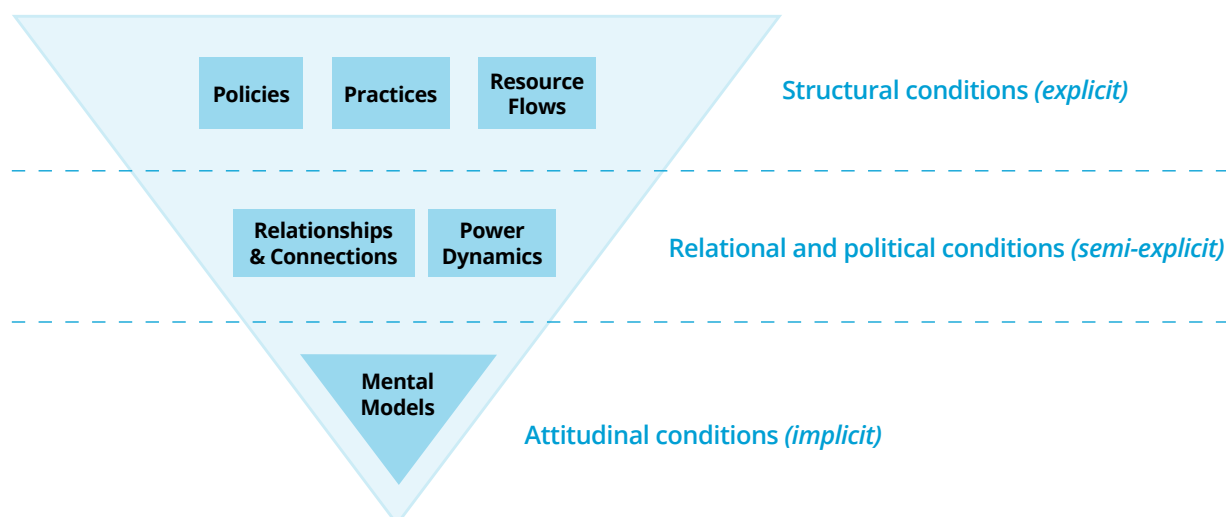 Policies
Practices
Resource
Flows
Structural conditions (explicit)
Relationships
& Connections
Power
Dynamics
Relational and political conditions (semi-explicit)
Mental
Models
Attitudinal conditions (implicit)